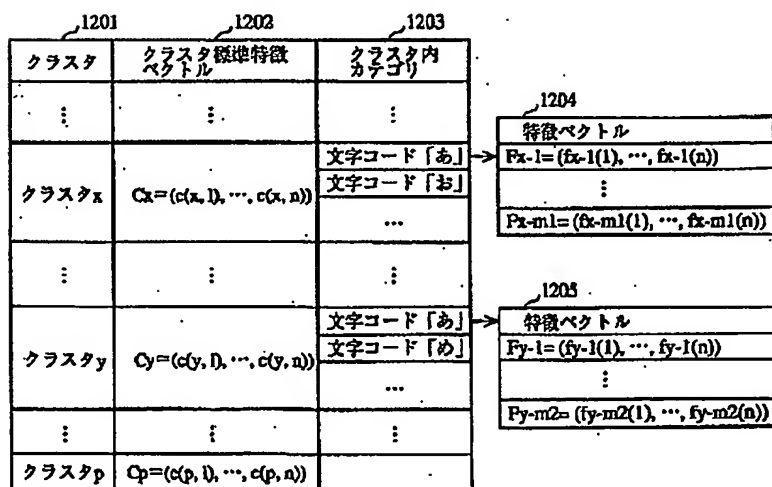 1201
1202
1203
クラスタ
クラスタ標準特徴
ベクトル
クラスタ内
カテゴリ
⋮ ⋮ ⋮
クラスタx
Cx=(c(x, 1), …, c(x, n))
文字コード「あ」
文字コード「お」
…
⋮ ⋮ ⋮
クラスタy
Cy=(c(y, 1), …, c(y, n))
文字コード「あ」
文字コード「め」
…
⋮ ⋮ ⋮
クラスタp
Cp=(c(p, 1), …, c(p, n))
1204
特徴ベクトル
Fx-1=(fx-1(1), …, fx-1(n))
⋮
Fx-m1=(fx-m1(1), …, fx-m1(n))
1205
特徴ベクトル
Fy-1=(fy-1(1), …, fy-1(n))
⋮
Fy-m2=(fy-m2(1), …, fy-m2(n))